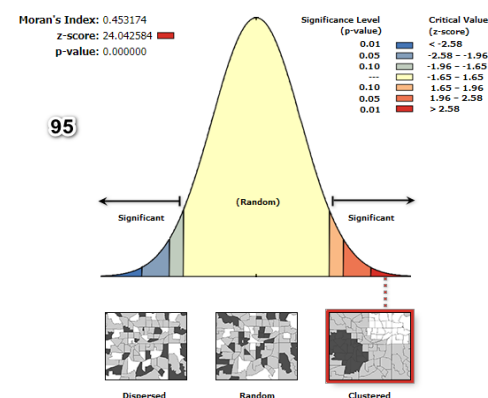 Moran's Index: 0.453174
z-score: 24.042584
p-value: 0.000000
Significance Level
(p-value)
Critical Value
(z-score)
0.01 < -2.58
0.05 -2.58 – -1.96
0.10 -1.96 – -1.65
--- -1.65 – 1.65
0.10 1.65 – 1.96
0.05 1.96 – 2.58
0.01 > 2.58
95
(Random)
Significant
Significant
Dispersed
Random
Clustered